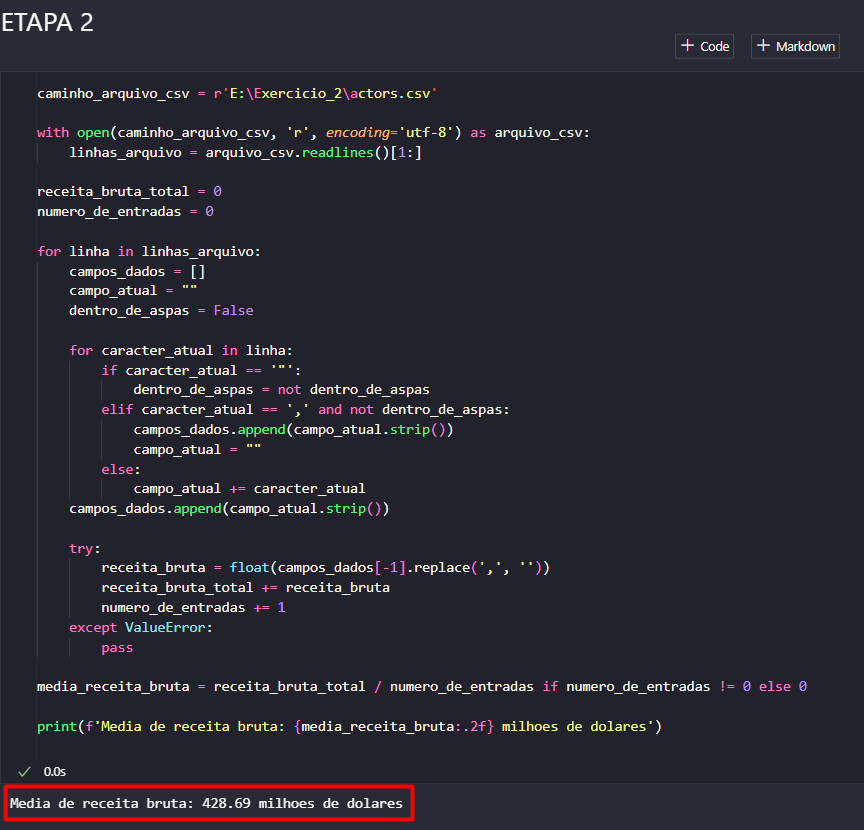 ETAPA 2
+ Code + Markdown
caminho_arquivo_csv = r'E:\Exercicio_2\actors.csv'
with open(caminho_arquivo_csv, 'r', encoding='utf-8') as arquivo_csv:
    linhas_arquivo = arquivo_csv.readlines()[1:]
receita_bruta_total = 0
numero_de_entradas = 0
for linha in linhas_arquivo:
    campos_dados = []
    campo_atual = ""
    dentro_de_aspas = False
    for caracter_atual in linha:
        if caracter_atual == '"':
            dentro_de_aspas = not dentro_de_aspas
        elif caracter_atual == ',' and not dentro_de_aspas:
            campos_dados.append(campo_atual.strip())
            campo_atual = ""
        else:
            campo_atual += caracter_atual
    campos_dados.append(campo_atual.strip())
    try:
        receita_bruta = float(campos_dados[-1].replace(',', ''))
        receita_bruta_total += receita_bruta
        numero_de_entradas += 1
    except ValueError:
        pass
media_receita_bruta = receita_bruta_total / numero_de_entradas if numero_de_entradas != 0 else 0
print(f'Media de receita bruta: {media_receita_bruta:.2f} milhoes de dolares')
0.0s
Media de receita bruta: 428.69 milhoes de dolares